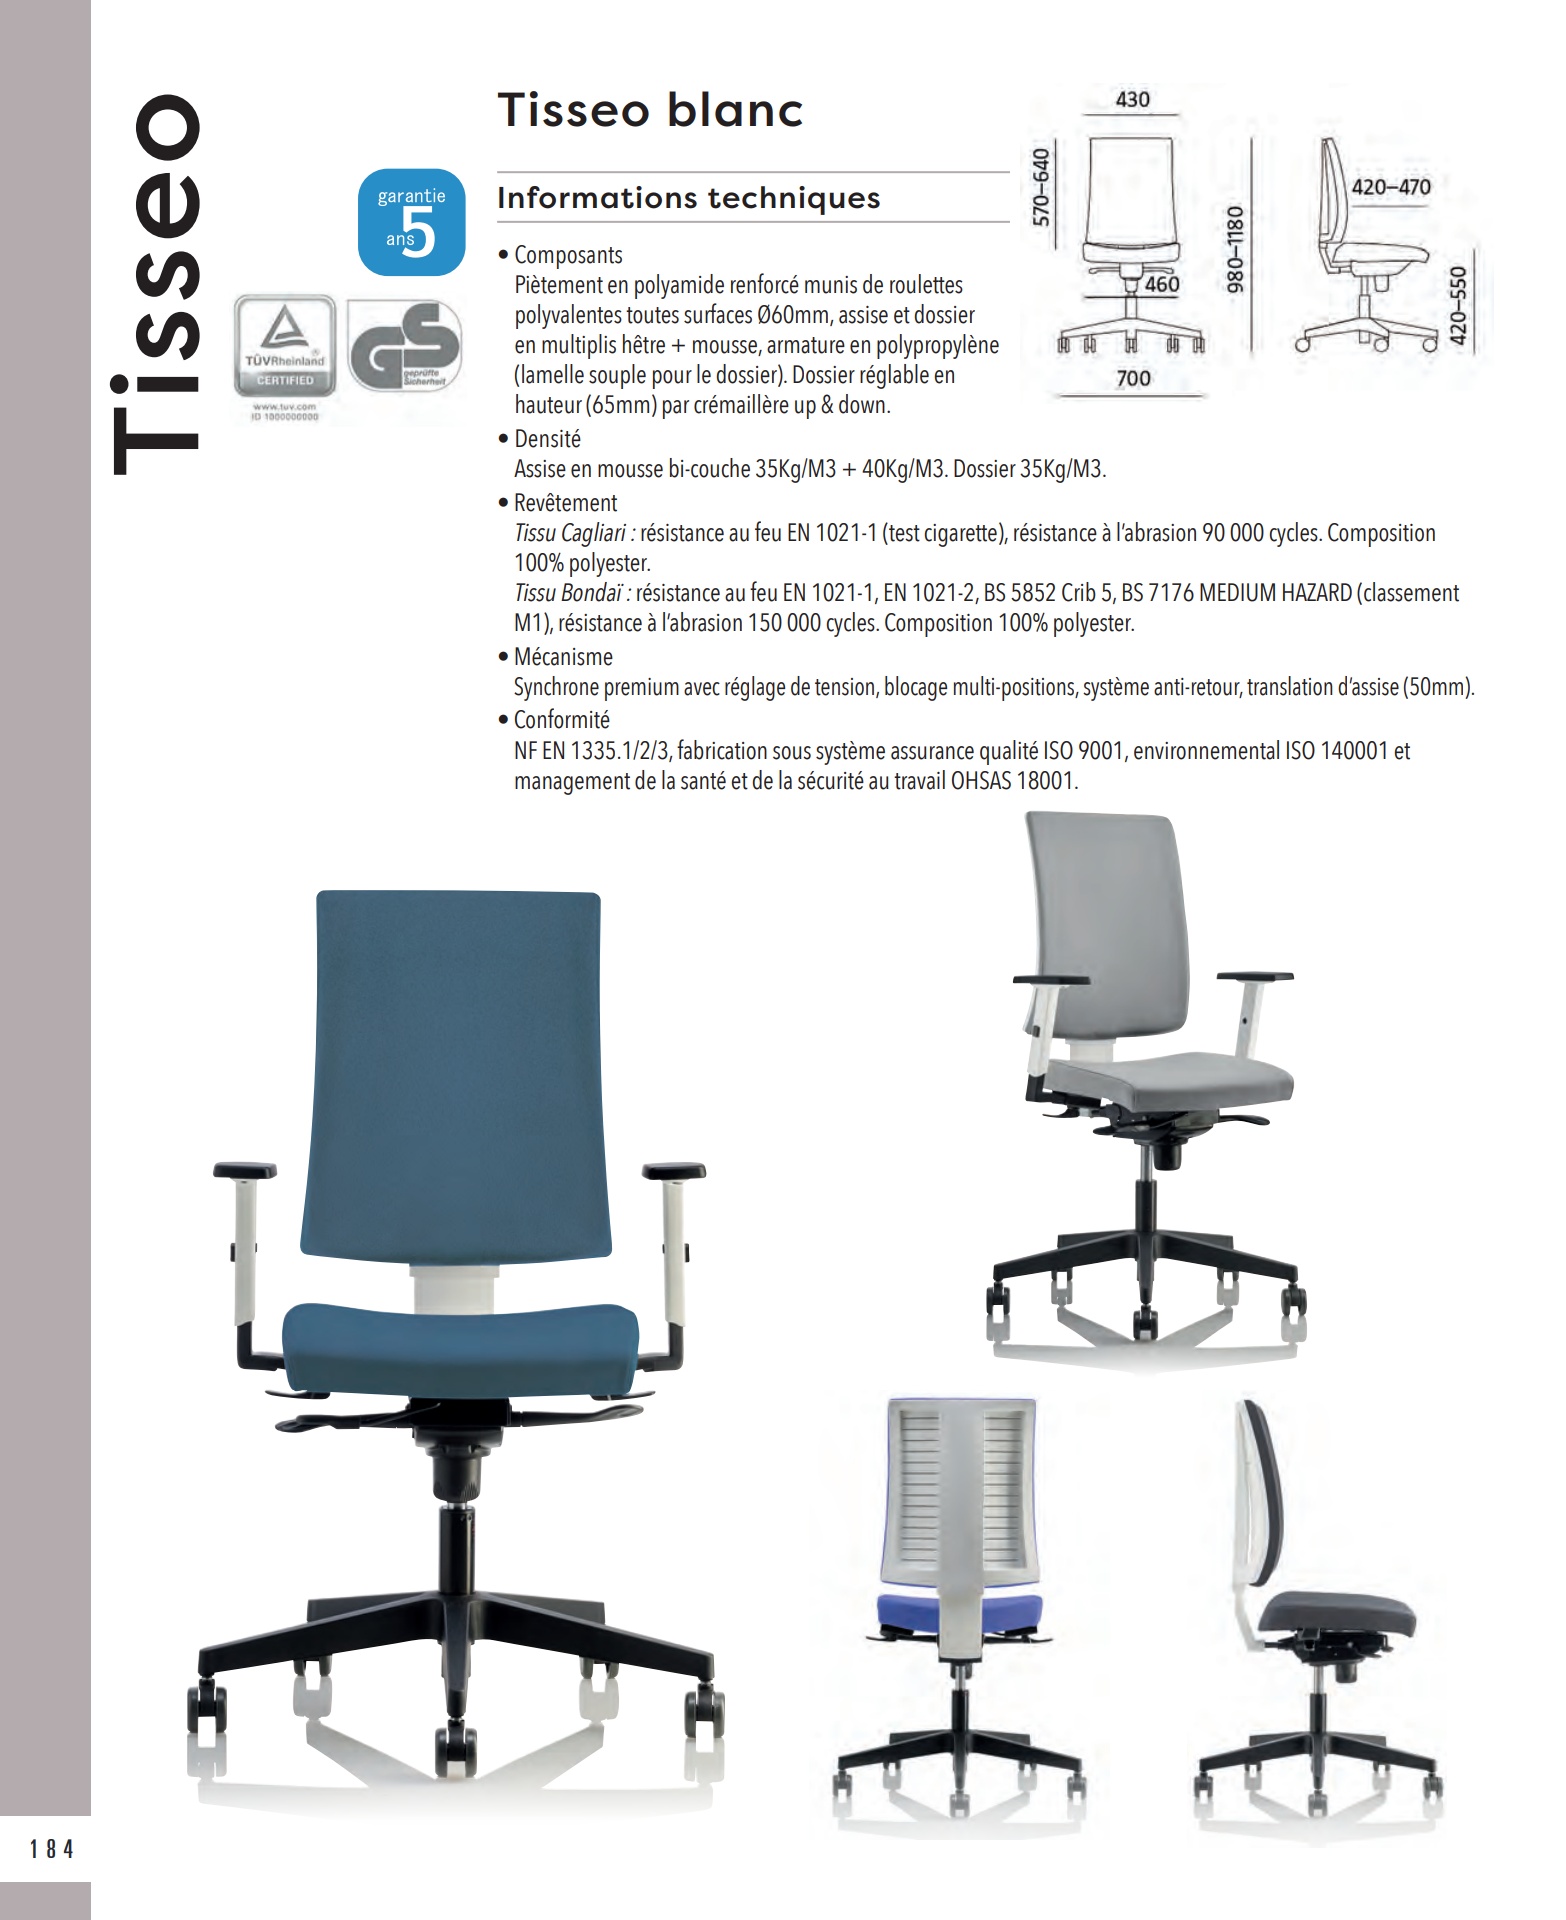 Tisseo
Tisseo blanc
garantie
5
ans
TÜVRheinland®
CERTIFIED
www.tuv.com
ID 1000000000
GS
geprüfte
Sicherheit
Informations techniques
• Composants
Piètement en polyamide renforcé munis de roulettes
polyvalentes toutes surfaces Ø60mm, assise et dossier
en multiplis hêtre + mousse, armature en polypropylène
(lamelle souple pour le dossier). Dossier réglable en
hauteur (65mm) par crémaillère up & down.
• Densité
Assise en mousse bi-couche 35Kg/M3 + 40Kg/M3. Dossier 35Kg/M3.
• Revêtement
Tissu Cagliari : résistance au feu EN 1021-1 (test cigarette), résistance à l'abrasion 90 000 cycles. Composition
100% polyester.
Tissu Bondaï : résistance au feu EN 1021-1, EN 1021-2, BS 5852 Crib 5, BS 7176 MEDIUM HAZARD (classement
M1), résistance à l'abrasion 150 000 cycles. Composition 100% polyester.
• Mécanisme
Synchrone premium avec réglage de tension, blocage multi-positions, système anti-retour, translation d'assise (50mm).
• Conformité
NF EN 1335.1/2/3, fabrication sous système assurance qualité ISO 9001, environnemental ISO 140001 et
management de la santé et de la sécurité au travail OHSAS 18001.
430
570–640
460
700
980–1180
420–470
420–550
184